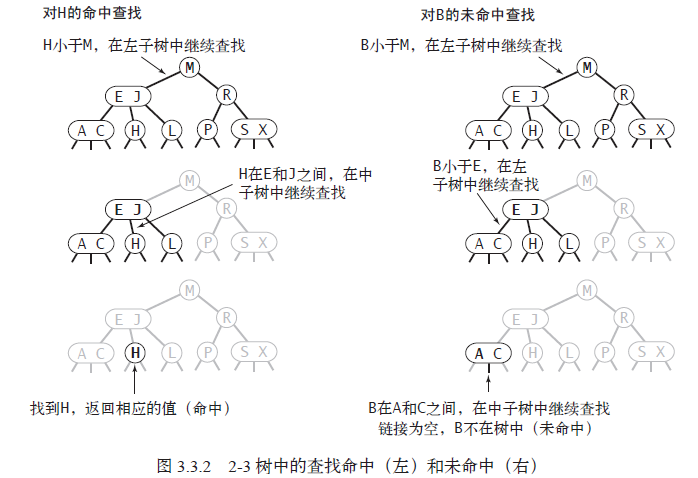 对H的命中查找
H小于M，在左子树中继续查找
M
E J
R
A C
H
L
P
S X
H在E和J之间，在中
子树中继续查找
M
E J
R
A C
H
L
P
S X
M
E J
R
A C
H
L
P
S X
找到H，返回相应的值（命中）
对B的未命中查找
B小于M，在左子树中继续查找
M
E J
R
A C
H
L
P
S X
B小于E，在左
子树中继续查找
M
E J
R
A C
H
L
P
S X
M
E J
R
A C
H
L
P
S X
B在A和C之间，在中子树中继续查找
链接为空，B不在树中（未命中）
图 3.3.2 2-3 树中的查找命中（左）和未命中（右）